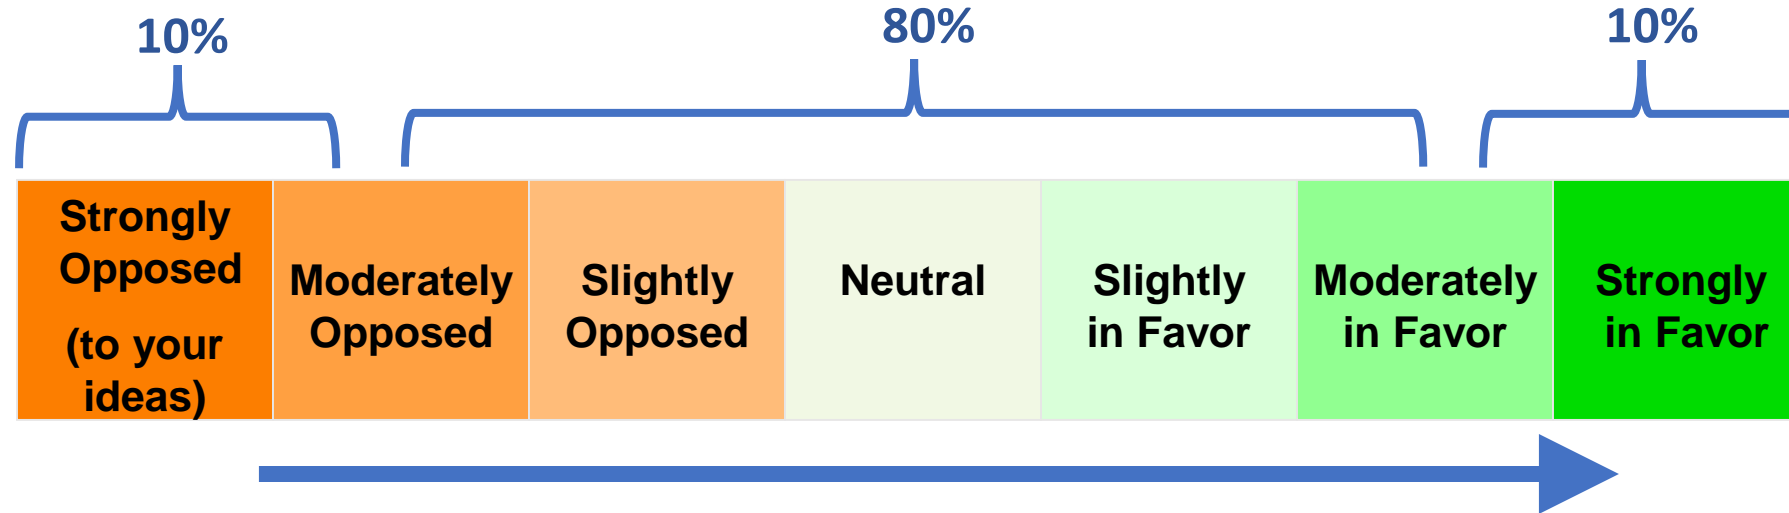 10%
80%
10%
Strongly
Opposed
(to your
ideas)
Moderately
Opposed
Slightly
Opposed
Neutral
Slightly
in Favor
Moderately
in Favor
Strongly
in Favor